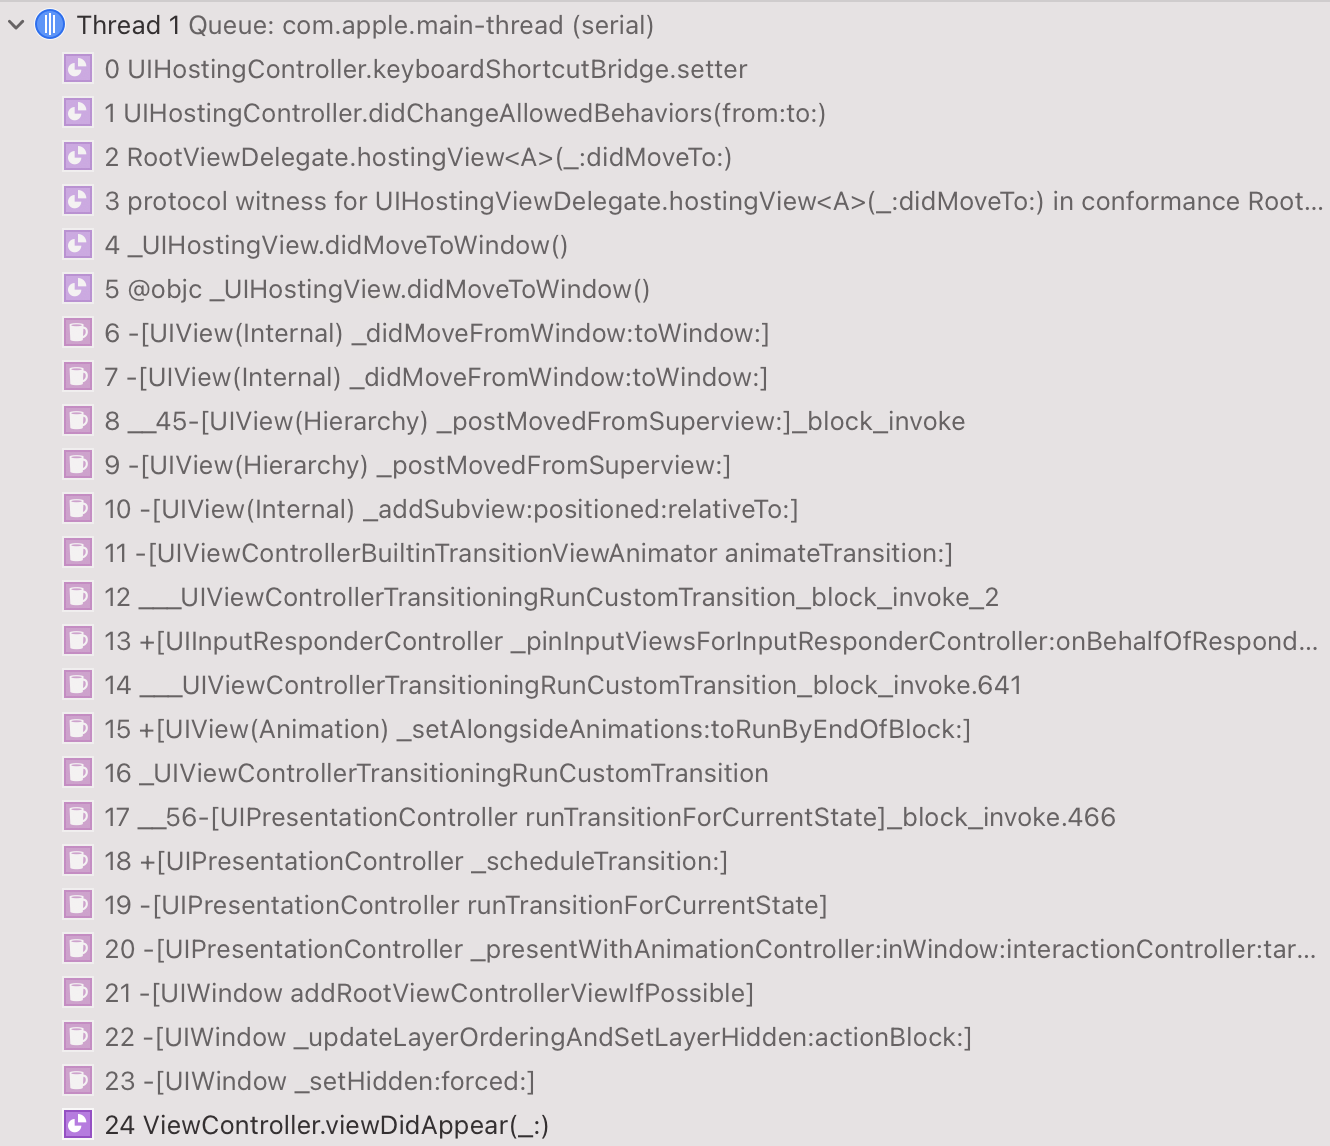 Thread 1 Queue: com.apple.main-thread (serial)
0 UIHostingController.keyboardShortcutBridge.setter
1 UIHostingController.didChangeAllowedBehaviors(from:to:)
2 RootViewDelegate.hostingView<A>(_:didMoveTo:)
3 protocol witness for UIHostingViewDelegate.hostingView<A>(_:didMoveTo:) in conformance Root...
4 _UIHostingView.didMoveToWindow()
5 @objc _UIHostingView.didMoveToWindow()
6 -[UIView(Internal) _didMoveFromWindow:toWindow:]
7 -[UIView(Internal) _didMoveFromWindow:toWindow:]
8 __45-[UIView(Hierarchy) _postMovedFromSuperview:]_block_invoke
9 -[UIView(Hierarchy) _postMovedFromSuperview:]
10 -[UIView(Internal) _addSubview:positioned:relativeTo:]
11 -[UIViewControllerBuiltinTransitionViewAnimator animateTransition:]
12 ___UIViewControllerTransitioningRunCustomTransition_block_invoke_2
13 +[UIInputResponderController _pinInputViewsForInputResponderController:onBehalfOfRespond...
14 ___UIViewControllerTransitioningRunCustomTransition_block_invoke.641
15 +[UIView(Animation) _setAlongsideAnimations:toRunByEndOfBlock:]
16 _UIViewControllerTransitioningRunCustomTransition
17 __56-[UIPresentationController runTransitionForCurrentState]_block_invoke.466
18 +[UIPresentationController _scheduleTransition:]
19 -[UIPresentationController runTransitionForCurrentState]
20 -[UIPresentationController _presentWithAnimationController:inWindow:interactionController:tar...
21 -[UIWindow addRootViewControllerViewIfPossible]
22 -[UIWindow _updateLayerOrderingAndSetLayerHidden:actionBlock:]
23 -[UIWindow _setHidden:forced:]
24 ViewController.viewDidAppear(_:)